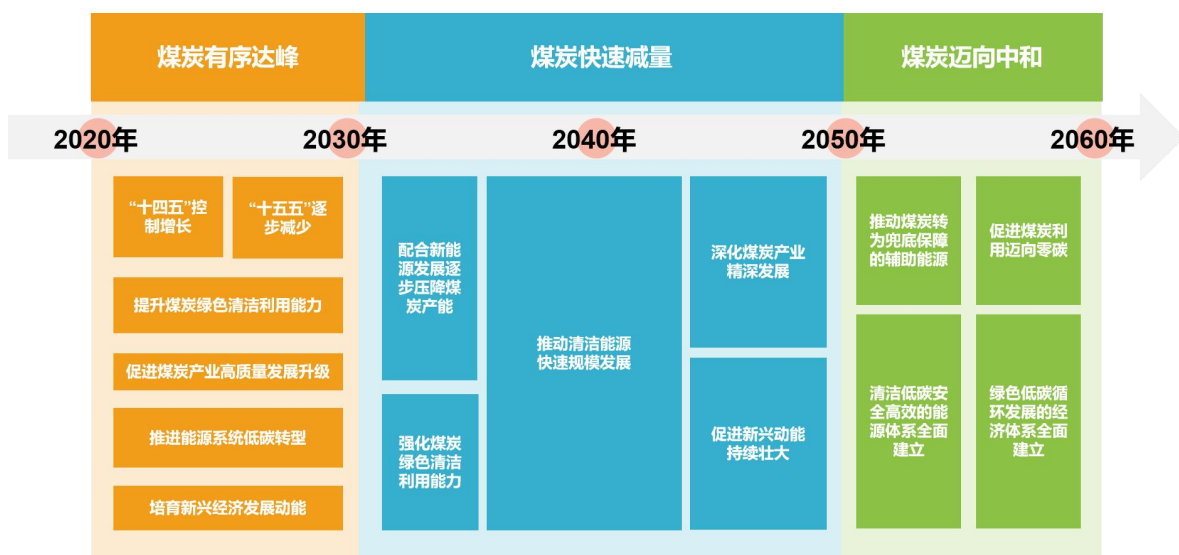 煤炭有序达峰
煤炭快速减量
煤炭迈向中和
2020年
2030年
2040年
2050年
2060年
“十四五”控
制增长
“十五五”逐
步减少
提升煤炭绿色清洁利用能力
促进煤炭产业高质量发展升级
推进能源系统低碳转型
培育新兴经济发展动能
配合新能
源发展逐
步压降煤
炭产能
强化煤炭
绿色清洁
利用能力
推动清洁能源
快速规模发展
深化煤炭产业
精深发展
促进新兴动能
持续壮大
推动煤炭转
为兜底保障
的辅助能源
促进煤炭利
用迈向零碳
清洁低碳安
全高效的能
源体系全面
建立
绿色低碳循
环发展的经
济体系全面
建立